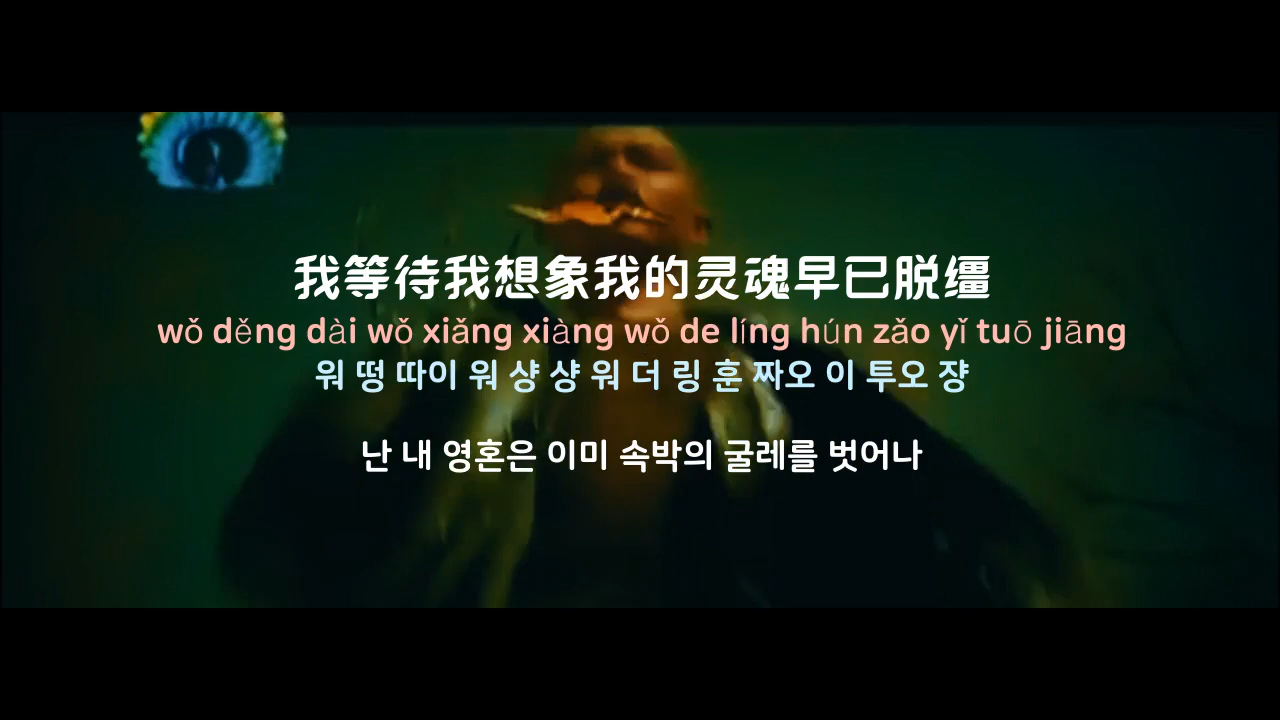 我等待我想象我的灵魂早已脱缰
wǒ děng dài wǒ xiǎng xiàng wǒ de líng hún zǎo yǐ tuō jiāng
워 떵 따이 워 샹 샹 워 더 링 훈 짜오 이 투오 쟝
난 내 영혼은 이미 속박의 굴레를 벗어나